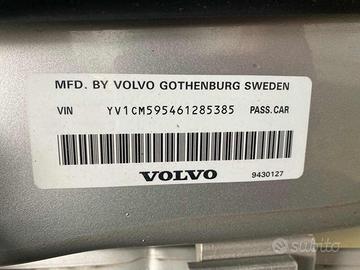 MFD. BY VOLVO GOTHENBURG SWEDEN
VIN YV1CM595461285385 PASS.CAR
VOLVO 9430127
subito